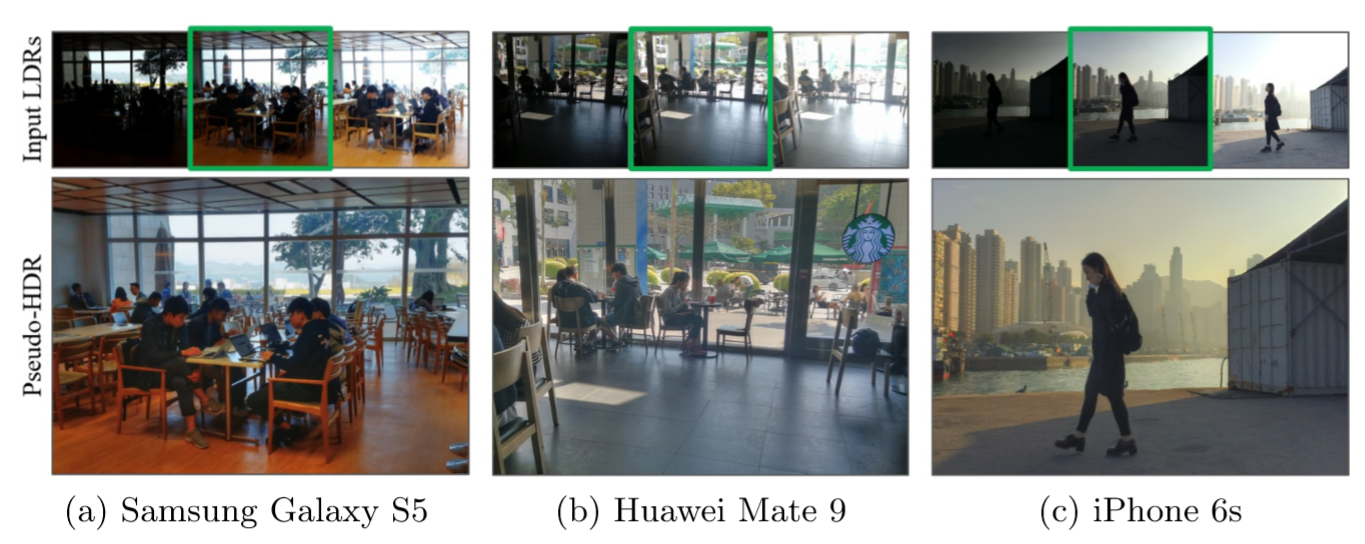 Input LDRs
Pseudo-HDR
(a) Samsung Galaxy S5
(b) Huawei Mate 9
(c) iPhone 6s